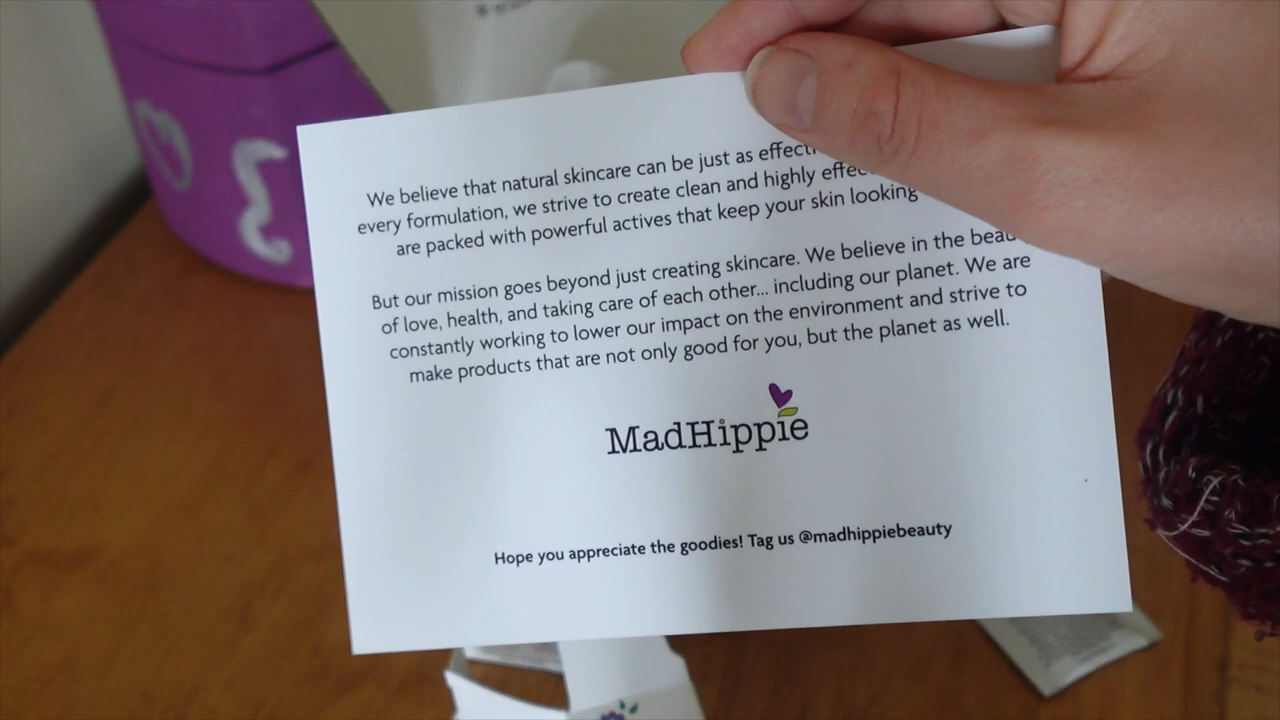 We believe that natural skincare can be just as
every formulation, we strive to create clean and highly
are packed with powerful actives that keep your skin looking
But our mission goes beyond just creating skincare. We believe in the
of love, health, and taking care of each other... including our planet. We are
constantly working to lower our impact on the environment and strive to
make products that are not only good for you, but the planet as well.
MadHippie
Hope you appreciate the goodies! Tag us @madhippiebeauty